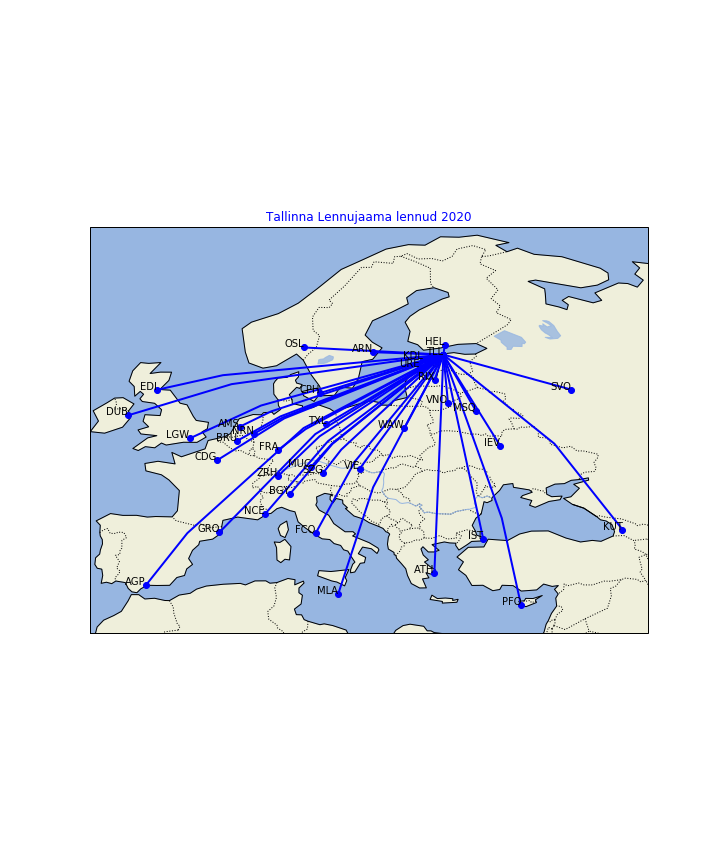 Tallinna Lennujaama lennud 2020
OSL
ARN
HEL
TLL
KDL
URE
RIX
EDI
CPH
SVO
DUB
VNO
MSQ
LGW
AMS
NRN
BRU
TXL
WAW
IEV
CDG
FRA
MUC
SZG
VIE
ZRH
BGY
NCE
GRO
FCO
IST
KUT
AGP
MLA
ATH
PFO